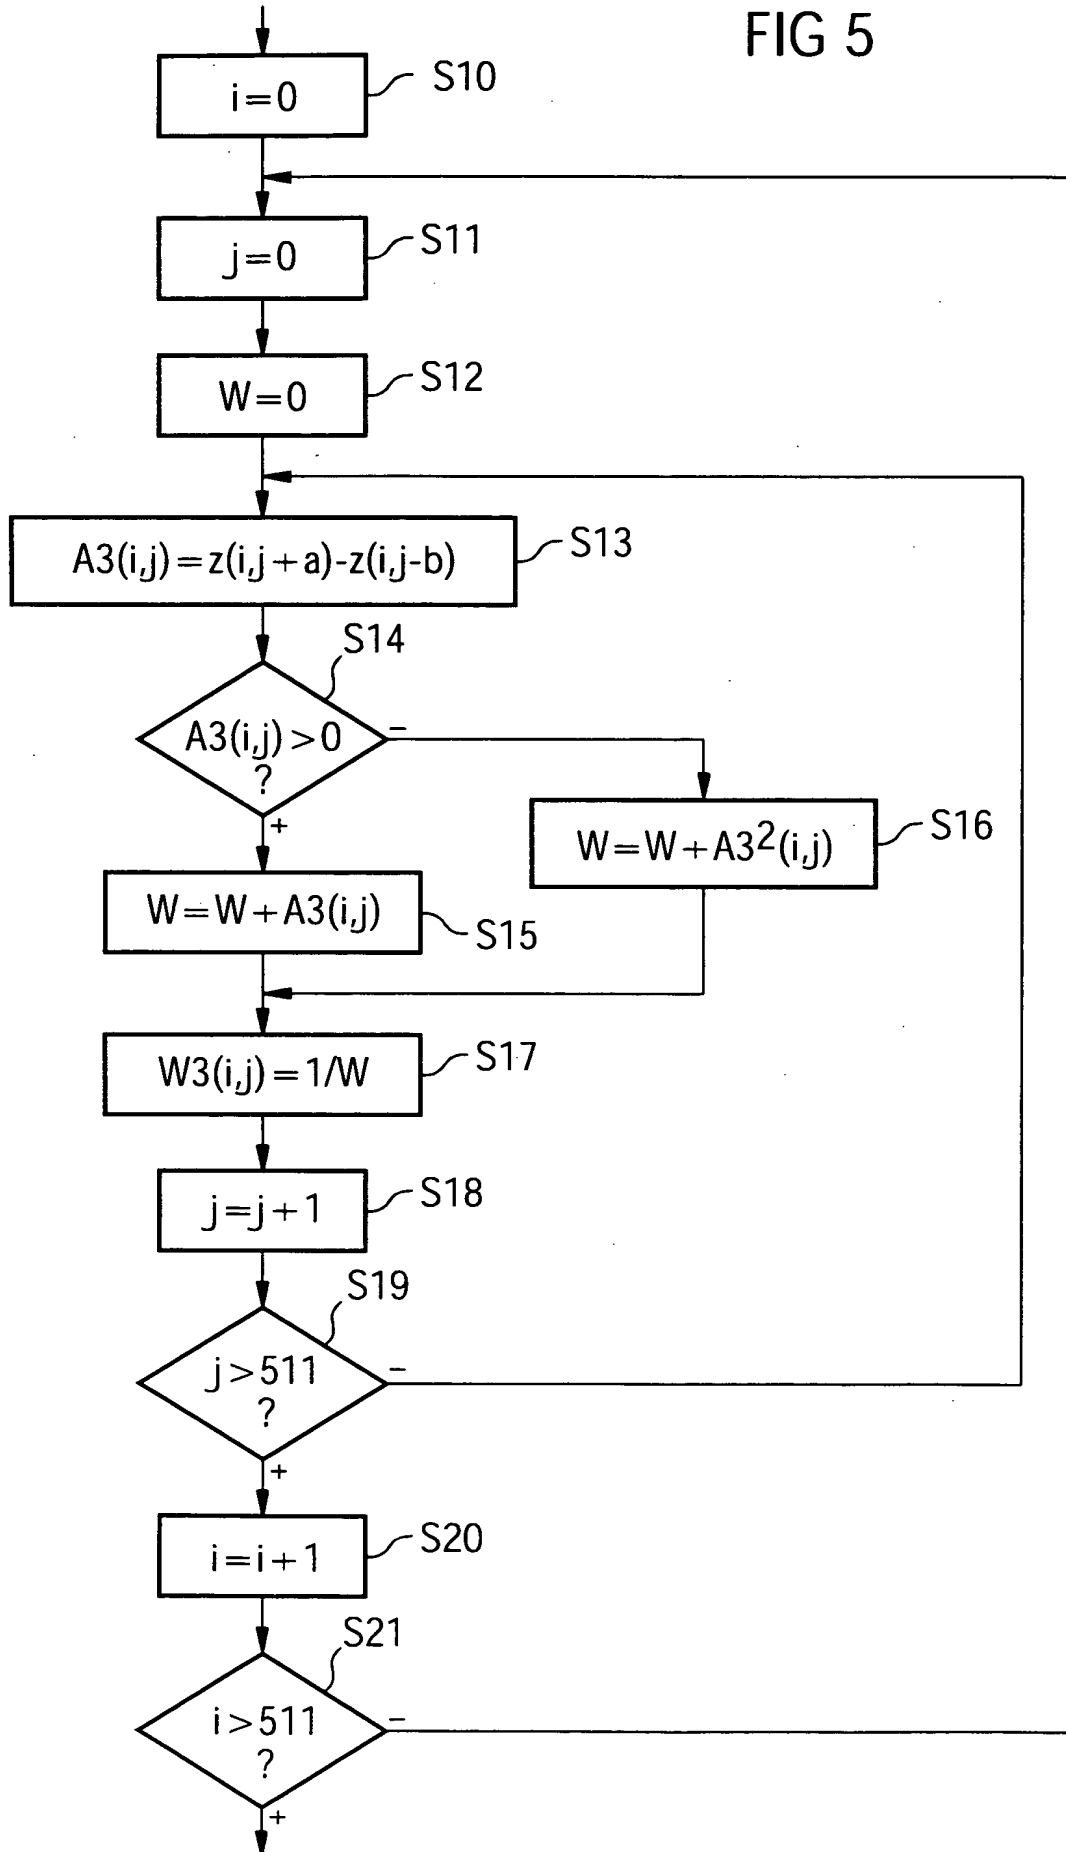 FIG 5
i=0
S10
j=0
S11
W=0
S12
A3(i,j)=z(i,j+a)-z(i,j-b)
S13
S14
A3(i,j)>0
?
-
+
W=W+A3²(i,j)
S16
W=W+A3(i,j)
S15
W3(i,j)=1/W
S17
j=j+1
S18
S19
j>511
?
-
+
i=i+1
S20
S21
i>511
?
-
+